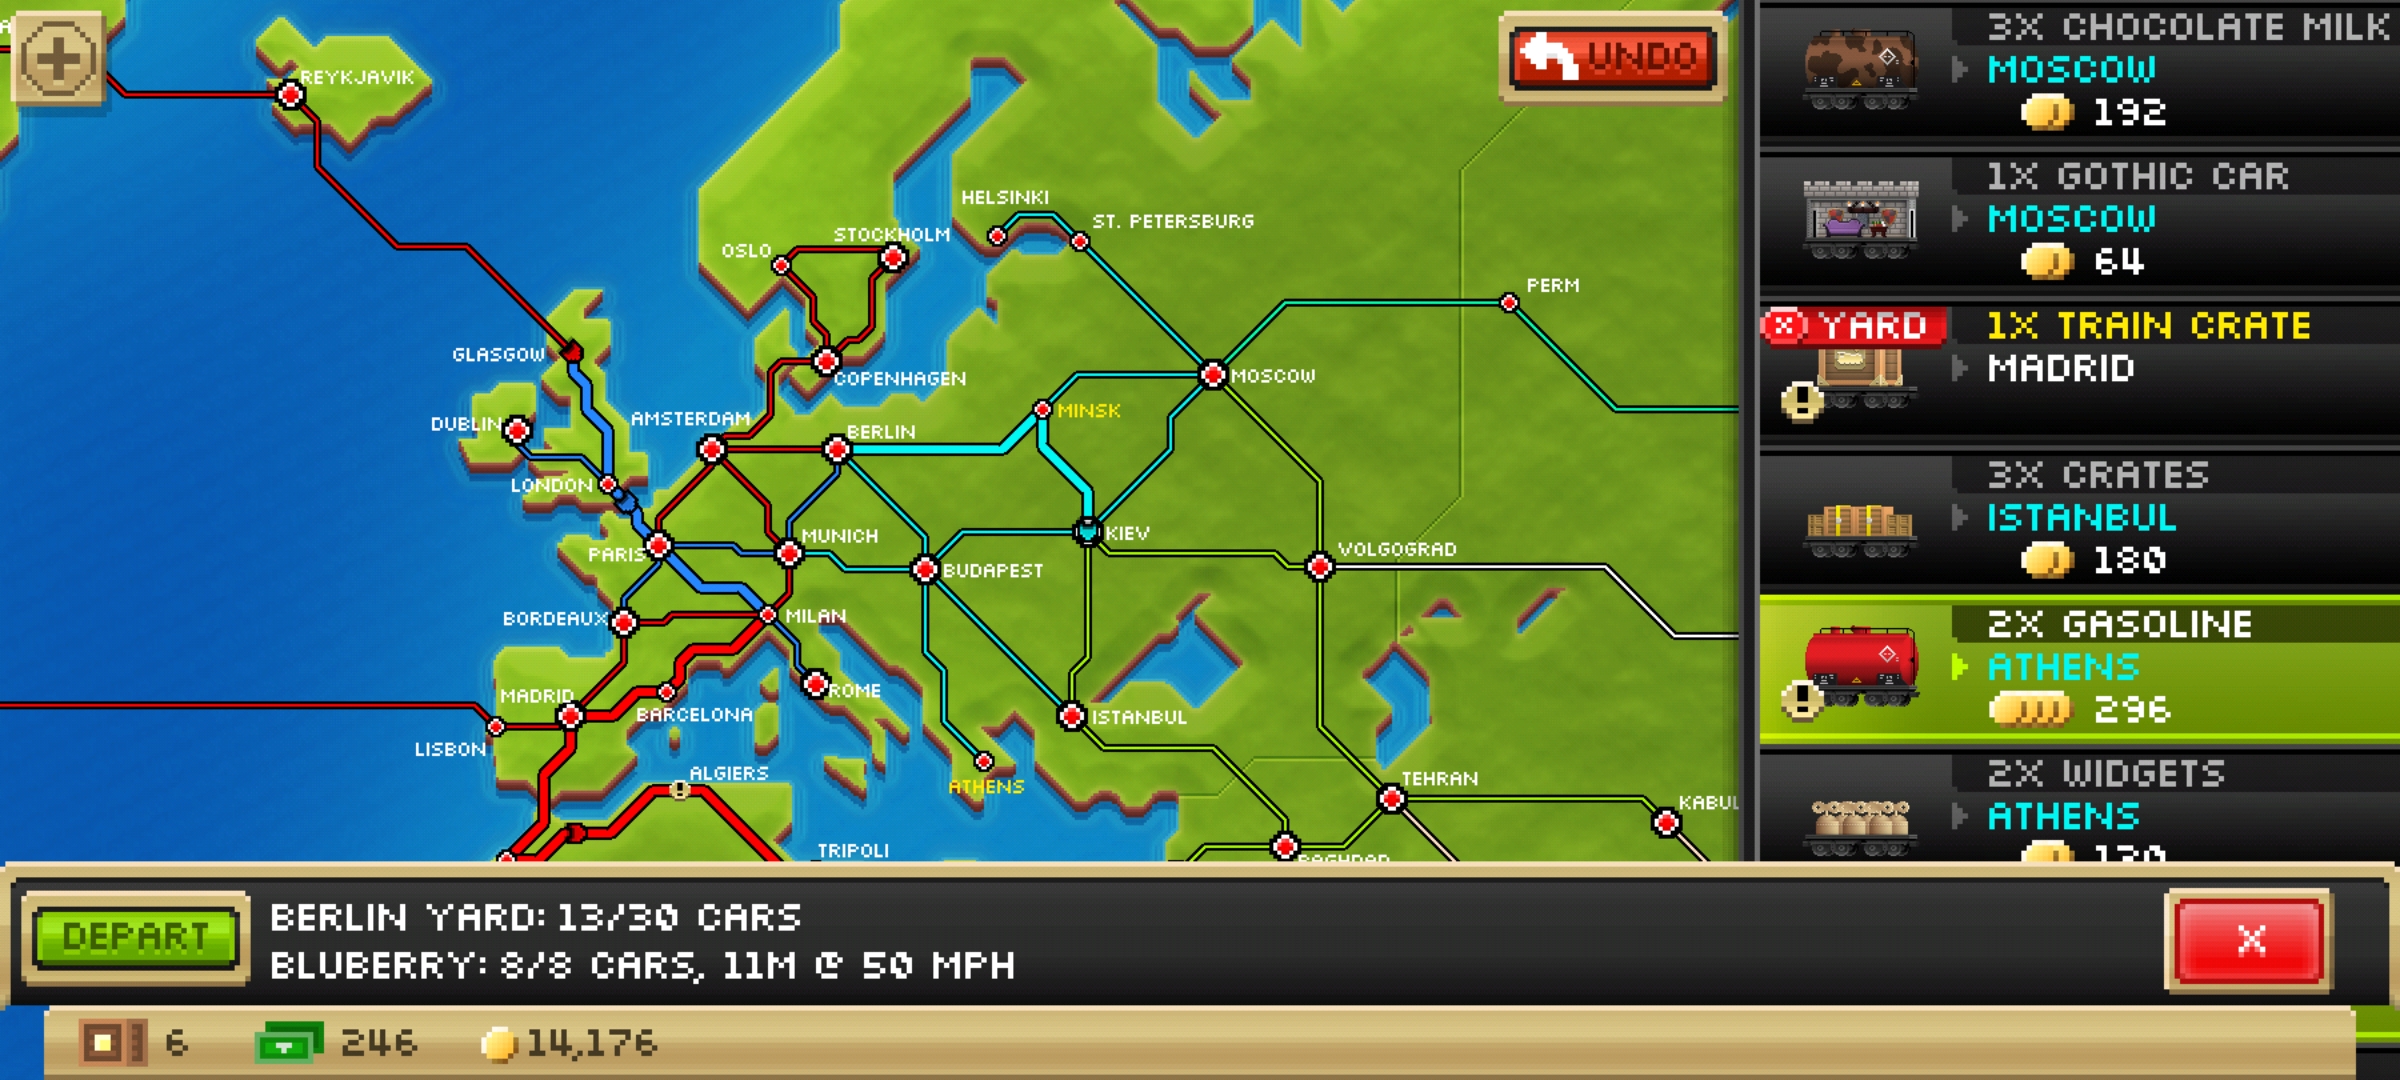 REYKJAVIK
UNDO
HELSINKI
ST. PETERSBURG
STOCKHOLM
OSLO
PERM
GLASGOW
COPENHAGEN
MOSCOW
DUBLIN
AMSTERDAM
MINSK
BERLIN
LONDON
MUNICH
KIEV
PARIS
BUDAPEST
VOLGOGRAD
BORDEAUX
MILAN
MADRID
ROME
BARCELONA
ISTANBUL
LISBON
ALGIERS
ATHENS
TEHRAN
TRIPOLI
3X CHOCOLATE MILK
MOSCOW
192
1X GOTHIC CAR
MOSCOW
64
YARD
1X TRAIN CRATE
MADRID
3X CRATES
ISTANBUL
180
2X GASOLINE
ATHENS
296
2X WIDGETS
ATHENS
DEPART
BERLIN YARD: 13/30 CARS
BLUBERRY: 8/8 CARS, 11M @ 50 MPH
X
6
246
14,176